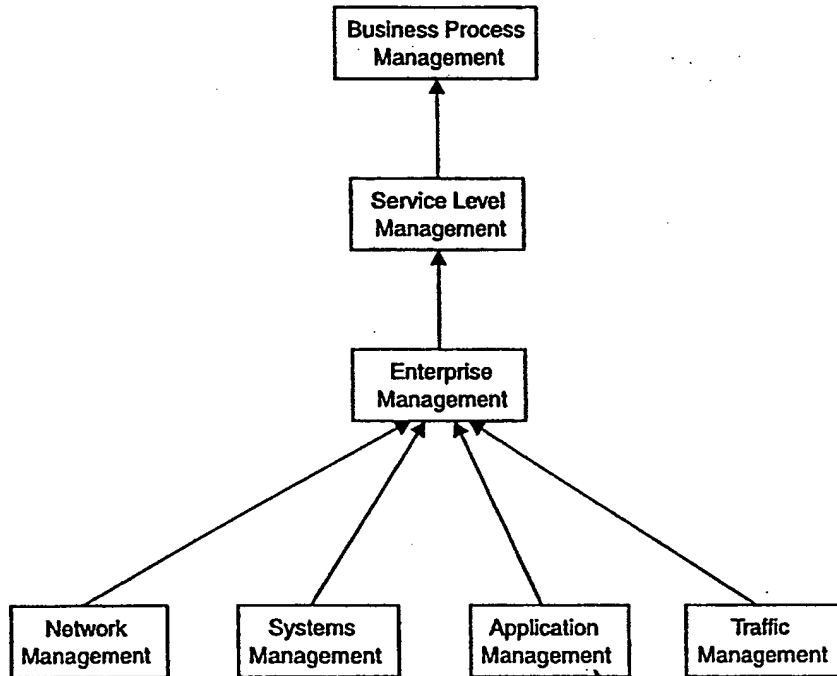 Business Process
Management
Service Level
Management
Enterprise
Management
Network
Management
Systems
Management
Application
Management
Traffic
Management